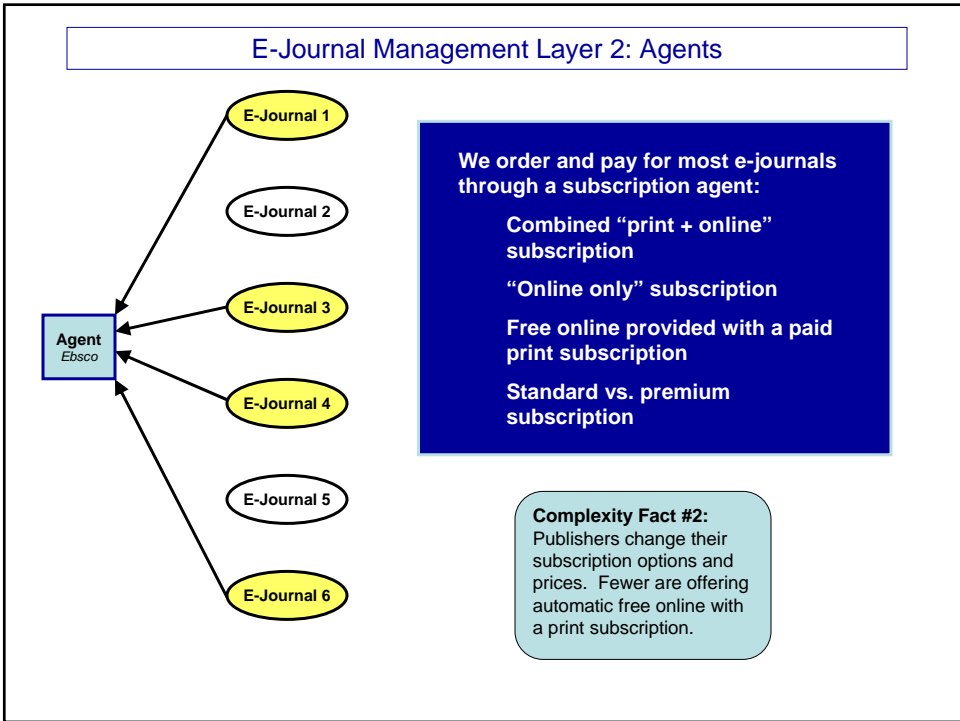 E-Journal Management Layer 2: Agents
E-Journal 1
E-Journal 2
E-Journal 3
Agent
Ebsco
E-Journal 4
E-Journal 5
E-Journal 6
We order and pay for most e-journals
through a subscription agent:
Combined “print + online”
subscription
“Online only” subscription
Free online provided with a paid
print subscription
Standard vs. premium
subscription
Complexity Fact #2:
Publishers change their
subscription options and
prices.  Fewer are offering
automatic free online with
a print subscription.